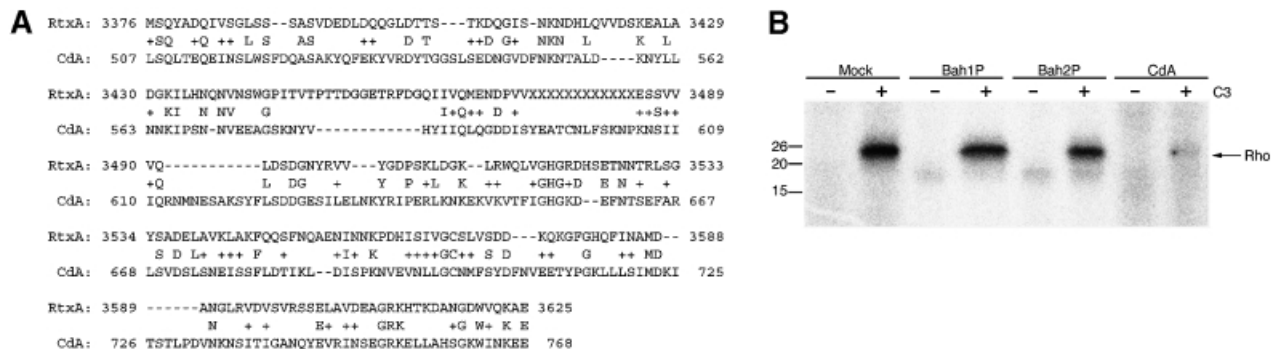 A
RtxA: 3376 MSQYADQIVSGLSS--SASVDEDLDQQGLDTTS---TKDQGIS-NKNDHLQVVDSKEALA 3429
+SQ +Q ++ L S AS ++ D T ++D G+ NKN L K L
CdA: 507 LSQLTEQEINSLWSFDQASAKYQFEKYVRDYTGGSLSEDNGVDFNKNTALD----KNYLL 562
RtxA: 3430 DGKILHNQNVNSWGPITVTPTTDGGETRFDGQIIVQMENDPVVXXXXXXXXXXXXESSVV 3489
+ KI N NV G I+Q++ D + ++S++
CdA: 563 NNKIPSN-NVEEAGSKNYV------------HYIIQLQGDDISYEATCNLFSKNPKNSII 609
RtxA: 3490 VQ-----------LDSDGNYRVV---YGDPSKLDGK--LRWQLVGHGRDHSETNNTRLSG 3533
+Q L DG + Y P +L K ++ +GHG+D E N + +
CdA: 610 IQRNMNESAKSYFLSDDGESILELNKYRIPERLKNKEKVKVTFIGHGKD--EFNTSEFAR 667
RtxA: 3534 YSADELAVKLAKFQQSFNQAENINNKPDHISIVGCSLVSDD---KQKGFGHQFINAMD-- 3588
S D L+ +++ F + +I+ K ++++GC++ S D ++ G ++ MD
CdA: 668 LSVDSLSNEISSFLDTIKL--DISPKNVEVNLLGCNMFSYDFNVEETYPGKLLLSIMDKI 725
RtxA: 3589 ------ANGLRVDVSVRSSELAVDEAGRKHTKDANGDWVQKAE 3625
N + + E+ ++ GRK +G W+ K E
CdA: 726 TSTLPDVNKNSITIGANQYEVRINSEGRKELLAHSGKWINKEE 768
B
Mock Bah1P Bah2P CdA
− + − + − + − + C3
26
20
15
Rho